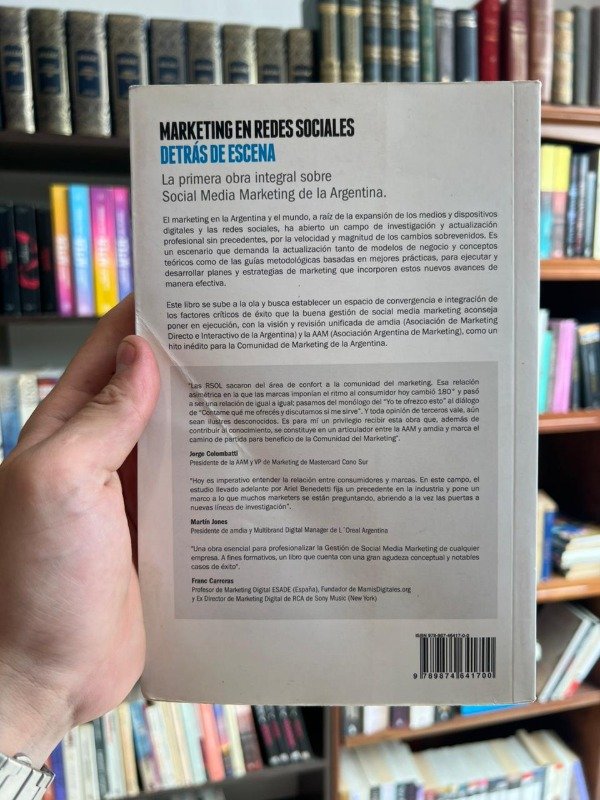 MARKETING EN REDES SOCIALES
DETRÁS DE ESCENA
La primera obra integral sobre
Social Media Marketing de la Argentina.
El marketing en la Argentina y el mundo, a raíz de la expansión de los medios y dispositivos
digitales y las redes sociales, ha abierto un campo de investigación y actualización
profesional sin precedentes, por la velocidad y magnitud de los cambios sobrevenidos. Es
un escenario que demanda la actualización tanto de modelos de negocio y conceptos
teóricos como de las guías metodológicas basadas en mejores prácticas, para ejecutar y
desarrollar planes y estrategias de marketing que incorporen estos nuevos avances de
manera efectiva.
Este libro se sube a la ola y busca establecer un espacio de convergencia e integración de
los factores críticos de éxito que la buena gestión de social media marketing aconseja
poner en ejecución, con la visión y revisión unificada de amdia (Asociación de Marketing
Directo e Interactivo de la Argentina) y la AAM (Asociación Argentina de Marketing), como un
hito inédito para la Comunidad de Marketing de la Argentina.
"Las RSOL sacaron del área de confort a la comunidad del marketing. Esa relación
asimétrica en la que las marcas imponían el ritmo al consumidor hoy cambió 180° y pasó
a ser una relación de igual a igual; pasamos del monólogo del "Yo te ofrezco esto" al diálogo
de "Contame qué me ofrecés y discutamos si me sirve". Y toda opinión de terceros vale, aún
sean ilustres desconocidos. Es para mí un privilegio recibir esta obra que, además de
contribuir al conocimiento, se constituye en un articulador entre la AAM y amdia y marca el
camino de partida para beneficio de la Comunidad del Marketing".
Jorge Colombatti
Presidente de la AAM y VP de Marketing de Mastercard Cono Sur
"Hoy es imperativo entender la relación entre consumidores y marcas. En este campo, el
estudio llevado adelante por Ariel Benedetti fija un precedente en la industria y pone un
marco a lo que muchos marketers se están preguntando, abriendo a la vez las puertas a
nuevas líneas de investigación".
Martín Jones
Presidente de amdia y Multibrand Digital Manager de L´Oreal Argentina
"Una obra esencial para profesionalizar la Gestión de Social Media Marketing de cualquier
empresa. A fines formativos, un libro que cuenta con una gran agudeza conceptual y notables
casos de éxito".
Franc Carreras
Profesor de Marketing Digital ESADE (España), Fundador de MamisDigitales.org
y Ex Director de Marketing Digital de RCA de Sony Music (New York)
ISBN 978-987-46417-0-0
9 789874 641700